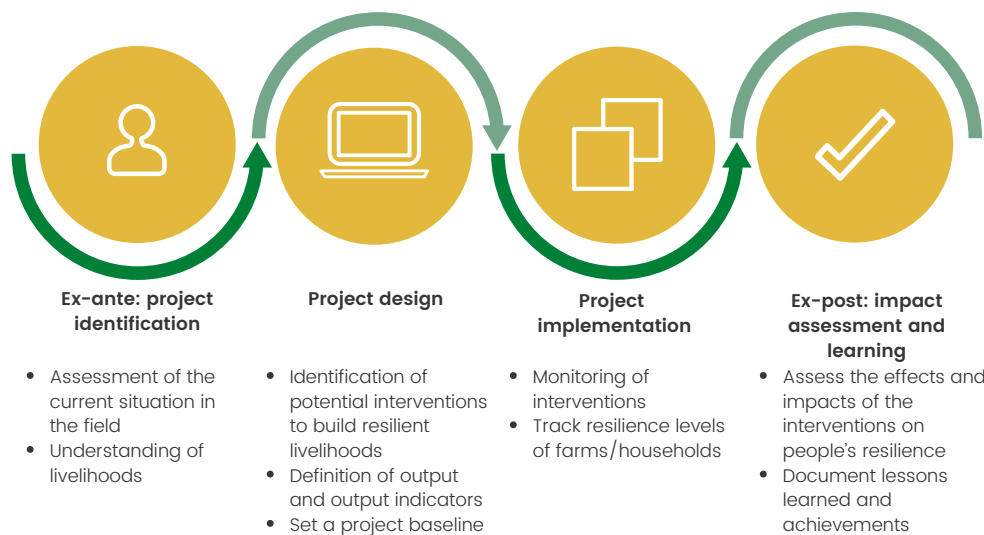 Ex-ante: project
identification
• Assessment of the
current situation in
the field
• Understanding of
livelihoods
Project design
• Identification of
potential interventions
to build resilient
livelihoods
• Definition of output
and output indicators
• Set a project baseline
Project
implementation
• Monitoring of
interventions
• Track resilience levels
of farms/households
Ex-post: impact
assessment and
learning
• Assess the effects and
impacts of the
interventions on
people's resilience
• Document lessons
learned and
achievements